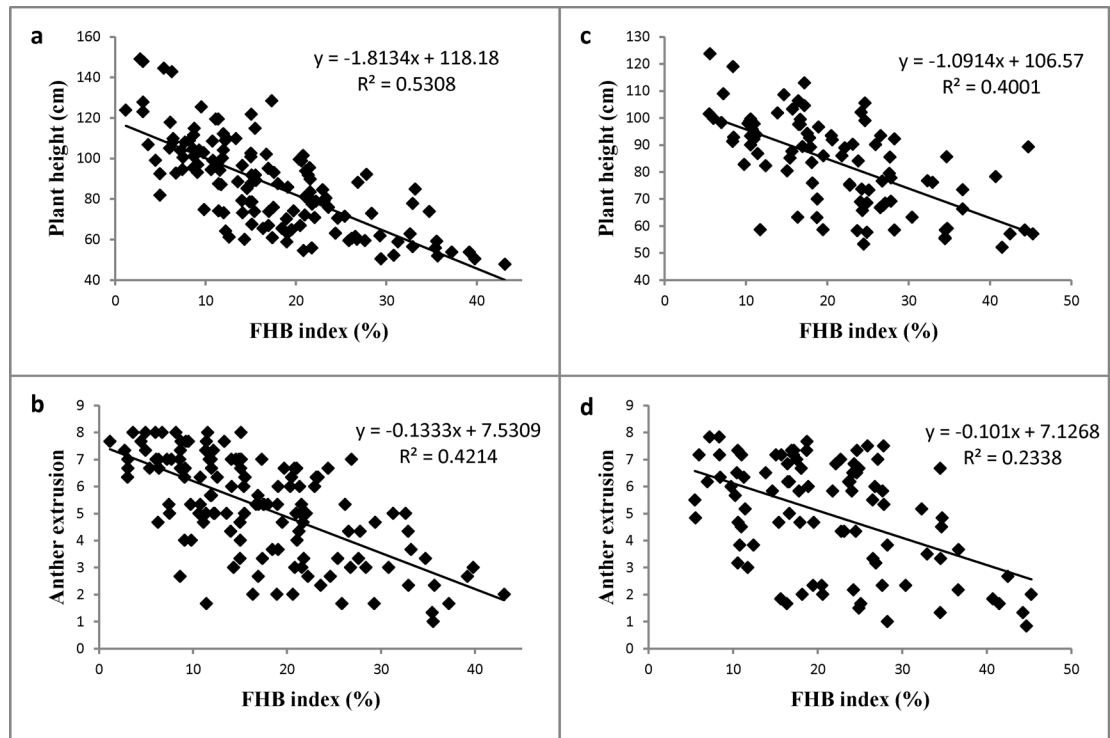 a
y = -1.8134x + 118.18
R² = 0.5308
Plant height (cm)
160
140
120
100
80
60
40
0 10 20 30 40
FHB index (%)
c
y = -1.0914x + 106.57
R² = 0.4001
Plant height (cm)
130
120
110
100
90
80
70
60
50
40
0 10 20 30 40 50
FHB index (%)
b
y = -0.1333x + 7.5309
R² = 0.4214
Anther extrusion
9
8
7
6
5
4
3
2
1
0
0 10 20 30 40
FHB index (%)
d
y = -0.101x + 7.1268
R² = 0.2338
Anther extrusion
9
8
7
6
5
4
3
2
1
0
0 10 20 30 40 50
FHB index (%)